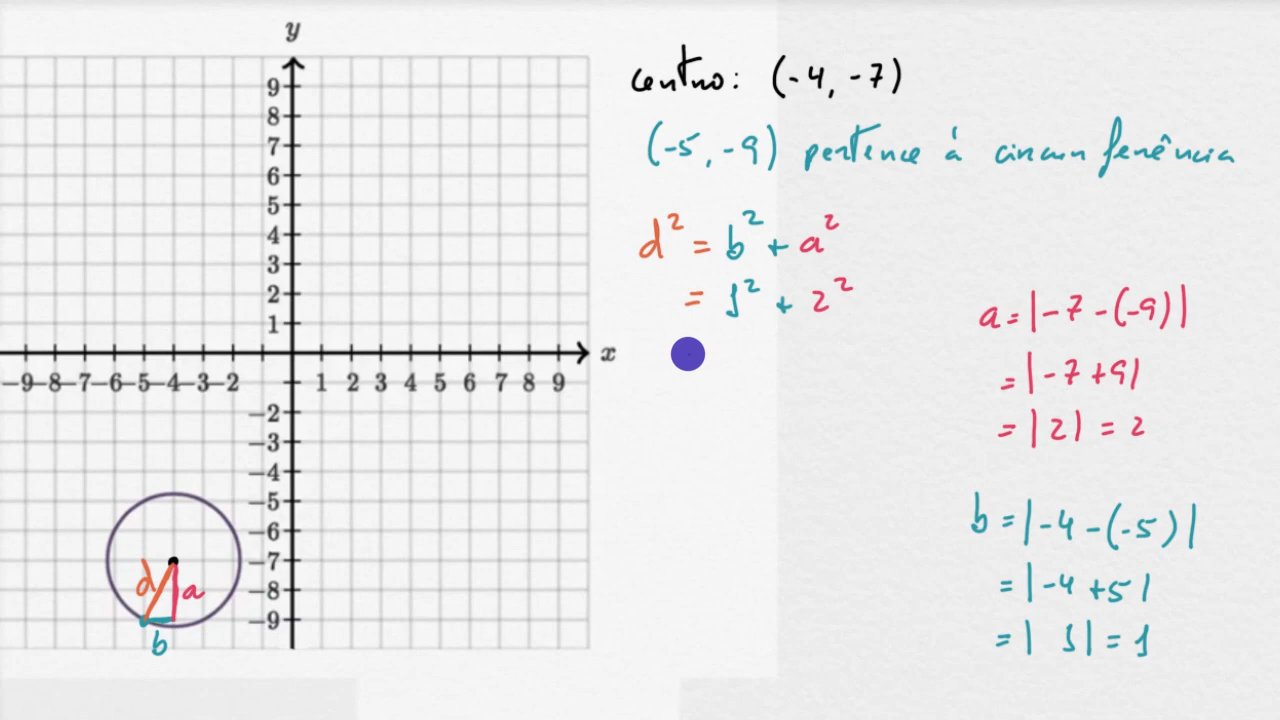 y
9
8
7
6
5
4
3
2
1
x
−9−8−7−6−5−4−3−2 1 2 3 4 5 6 7 8 9
−2
−3
−4
−5
−6
−7
−8
−9
d
a
b
centro: (-4, -7)
(-5, -9) pertence à circunferência
d² = b² + a²
= 1² + 2²
a = |-7 - (-9)|
= |-7 + 9|
= |2| = 2
b = |-4 - (-5)|
= |-4 + 5|
= | 1| = 1